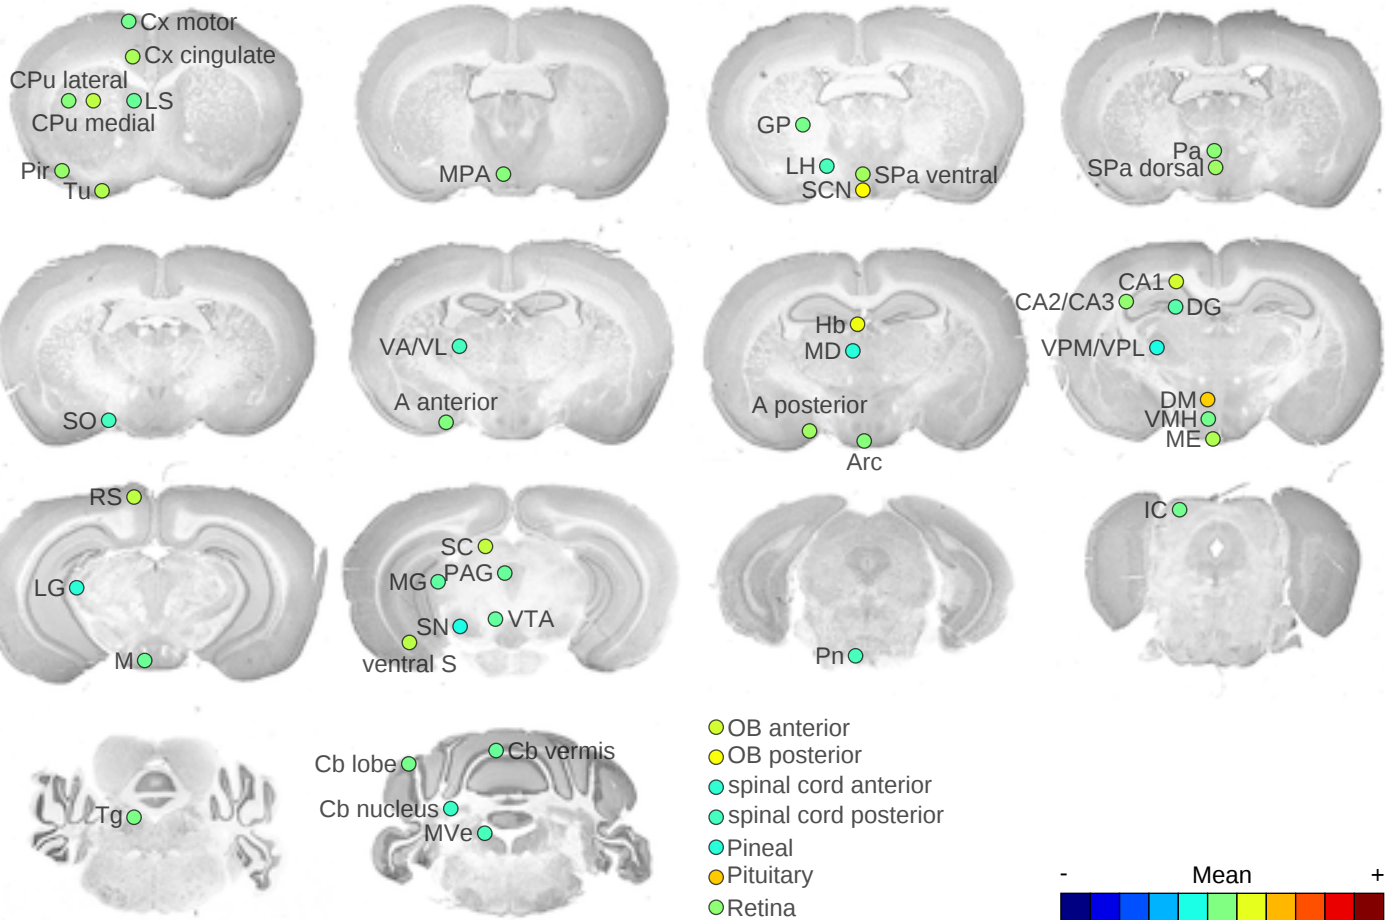 Cx motor
Cx cingulate
CPu lateral
LS
CPu medial
Pir
Tu
MPA
GP
LH
SPa ventral
SCN
Pa
SPa dorsal
SO
VA/VL
A anterior
Hb
MD
A posterior
Arc
CA1
CA2/CA3
DG
VPM/VPL
DM
VMH
ME
RS
LG
M
SC
MG
PAG
SN
VTA
ventral S
Pn
IC
Tg
Cb lobe
Cb vermis
Cb nucleus
MVe
OB anterior
OB posterior
spinal cord anterior
spinal cord posterior
Pineal
Pituitary
Retina
- Mean +